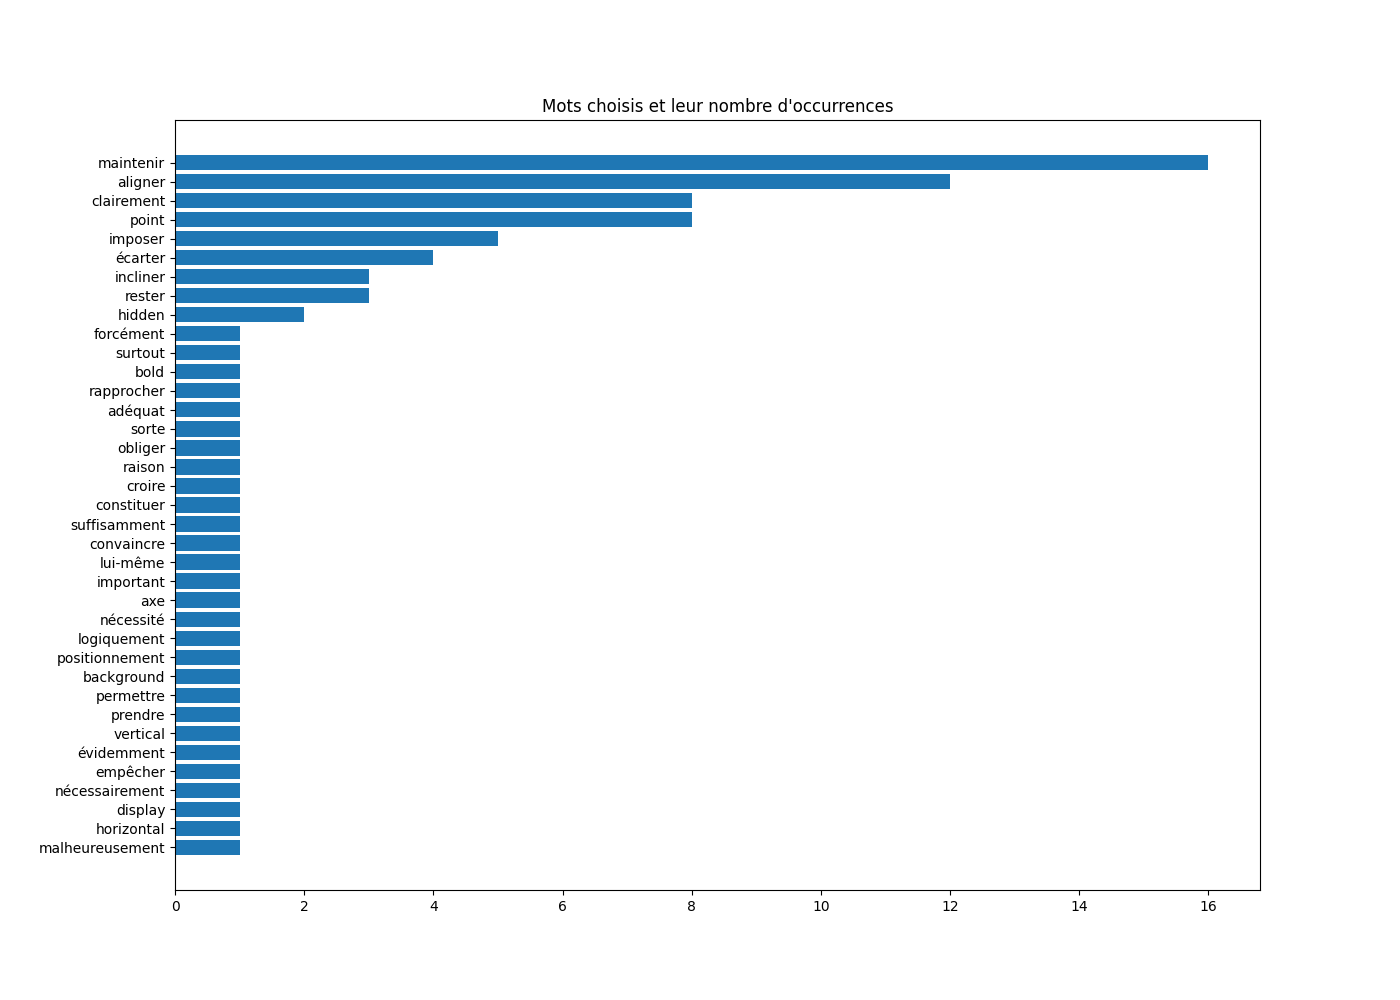 Mots choisis et leur nombre d'occurrences
maintenir
aligner
clairement
point
imposer
écarter
incliner
rester
hidden
forcément
surtout
bold
rapprocher
adéquat
sorte
obliger
raison
croire
constituer
suffisamment
convaincre
lui-même
important
axe
nécessité
logiquement
positionnement
background
permettre
prendre
vertical
évidemment
empêcher
nécessairement
display
horizontal
malheureusement
0 2 4 6 8 10 12 14 16